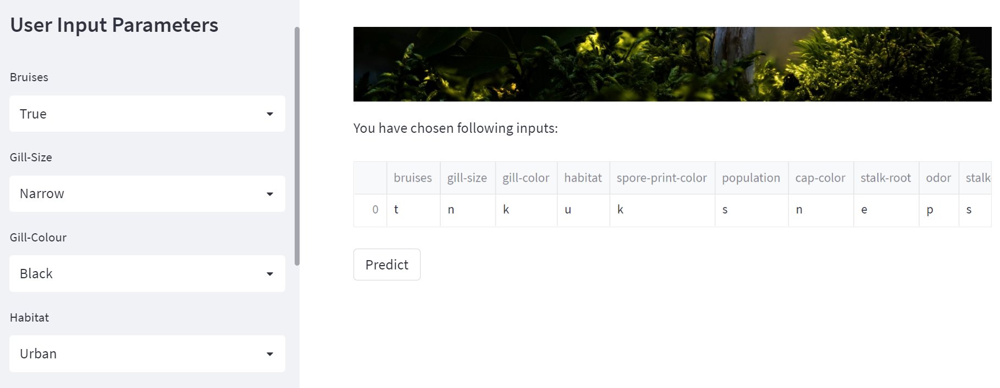 User Input Parameters
Bruises
True
Gill-Size
Narrow
Gill-Colour
Black
Habitat
Urban
You have chosen following inputs:
bruises gill-size gill-color habitat spore-print-color population cap-color stalk-root odor stalk-
0 t n k u k s n e p s
Predict